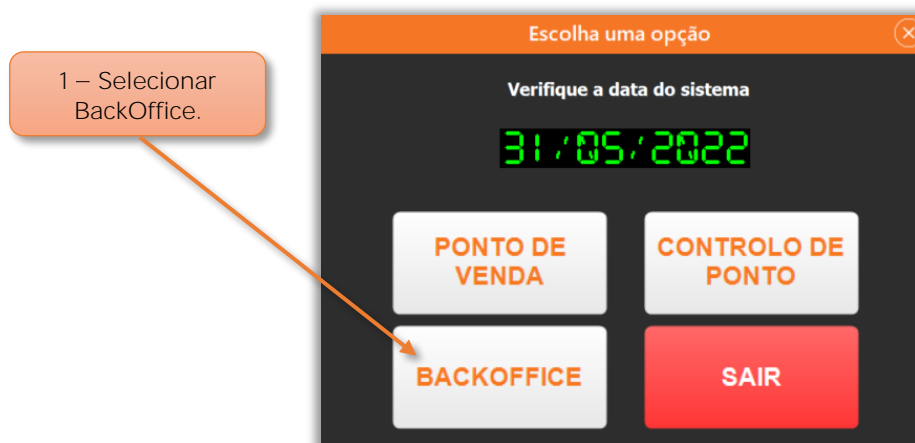 Escolha uma opção
1 – Selecionar
BackOffice.
Verifique a data do sistema
31/05/2022
PONTO DE
VENDA
CONTROLO DE
PONTO
BACKOFFICE
SAIR